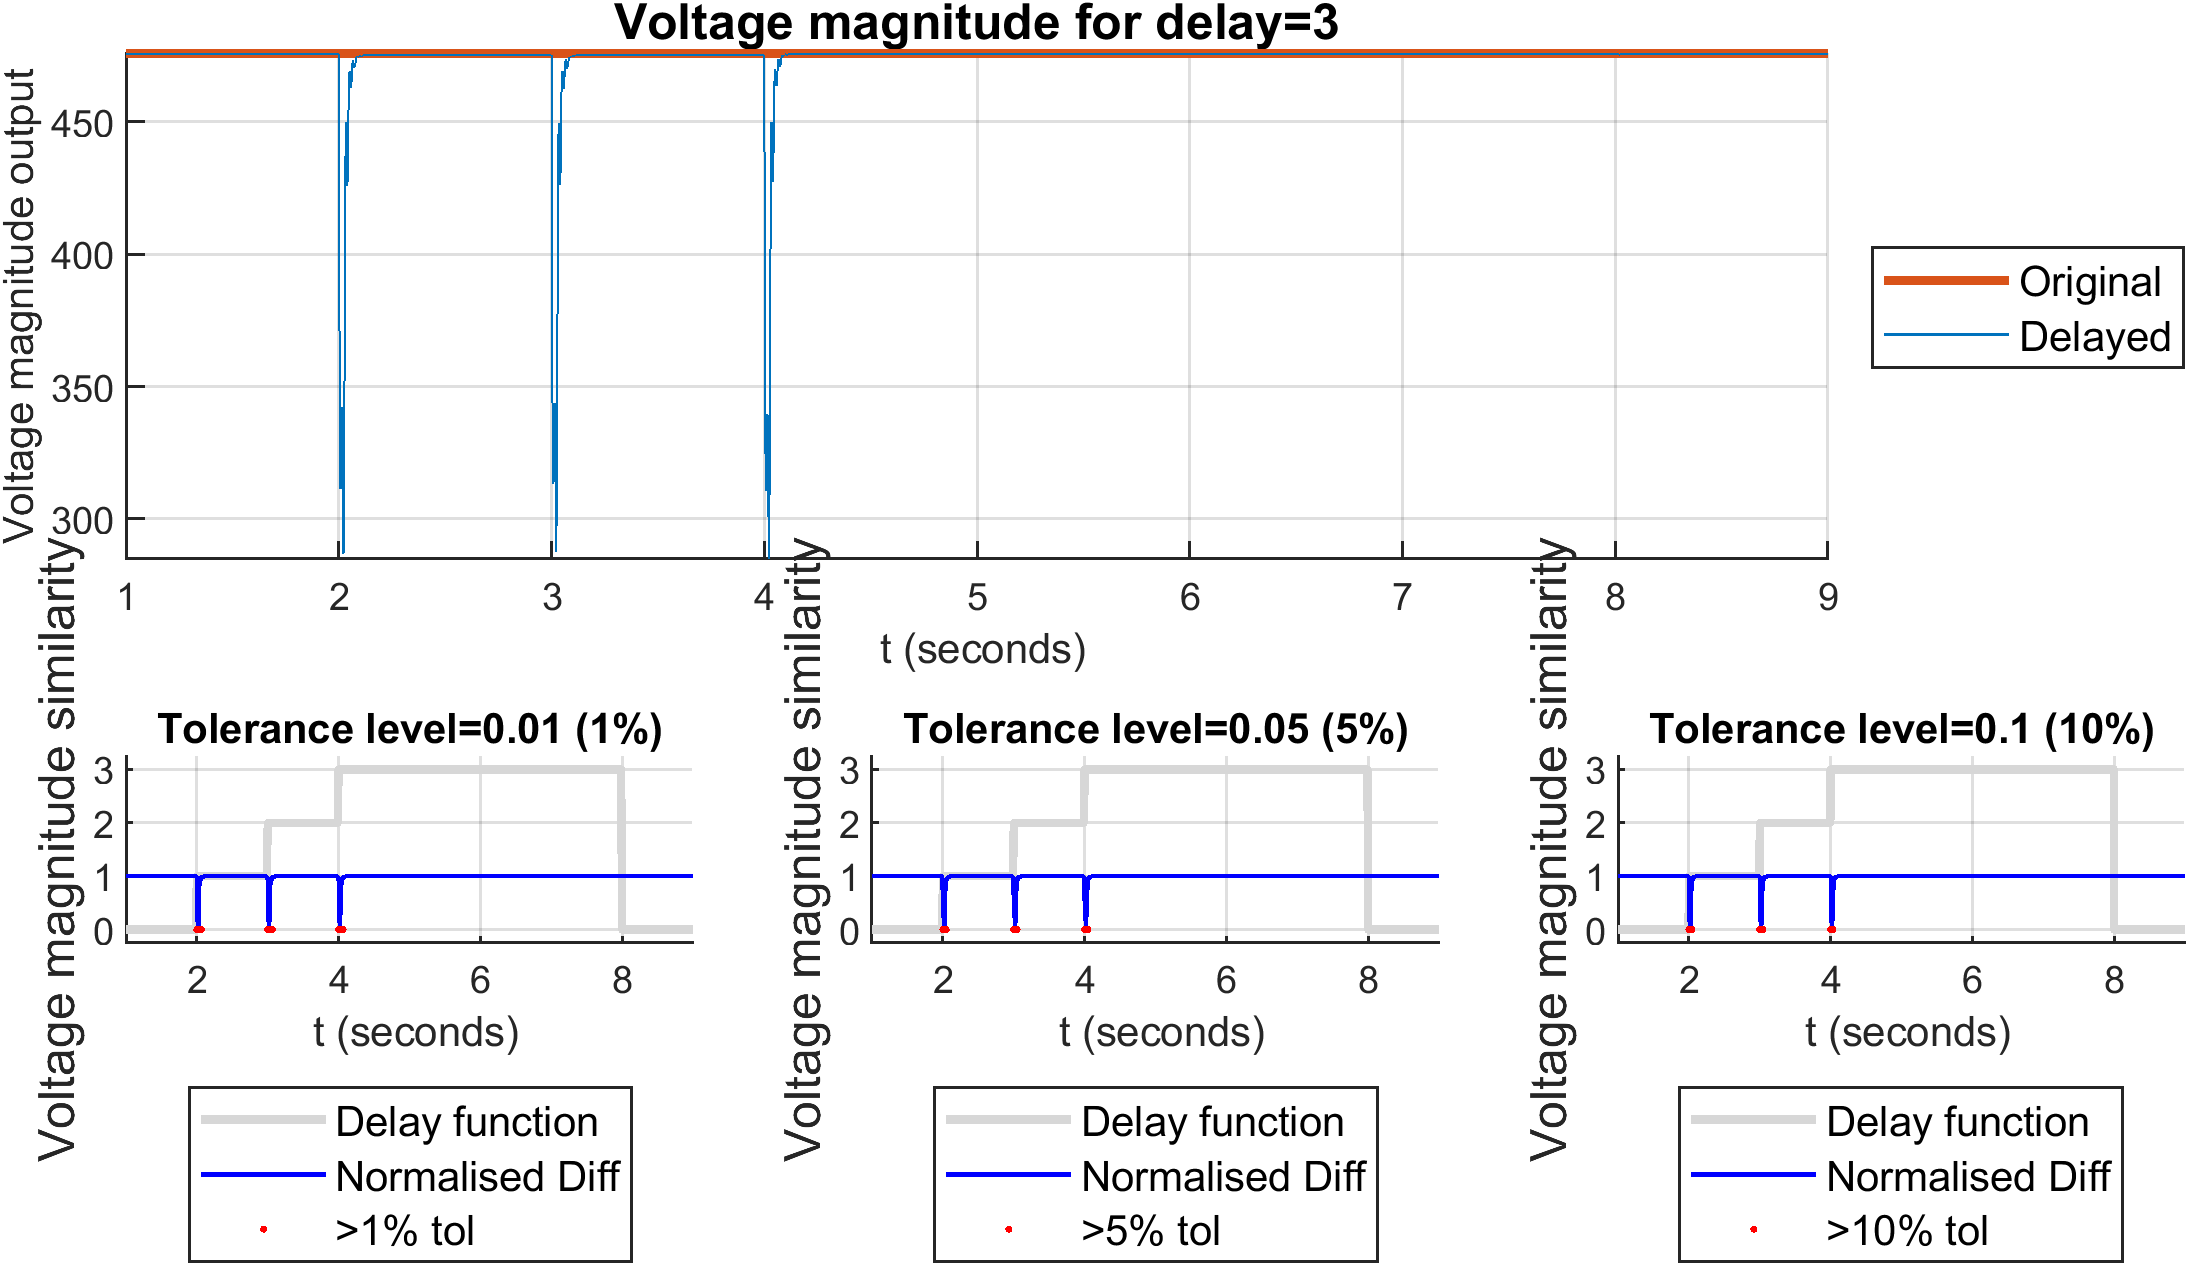 Voltage magnitude for delay=3
Voltage magnitude output
450
400
350
300
1 2 3 4 5 6 7 8 9
t (seconds)
Original
Delayed
Tolerance level=0.01 (1%)
Voltage magnitude similarity
3
2
1
0
2 4 6 8
t (seconds)
Delay function
Normalised Diff
>1% tol
Tolerance level=0.05 (5%)
Voltage magnitude similarity
3
2
1
0
2 4 6 8
t (seconds)
Delay function
Normalised Diff
>5% tol
Tolerance level=0.1 (10%)
Voltage magnitude similarity
3
2
1
0
2 4 6 8
t (seconds)
Delay function
Normalised Diff
>10% tol